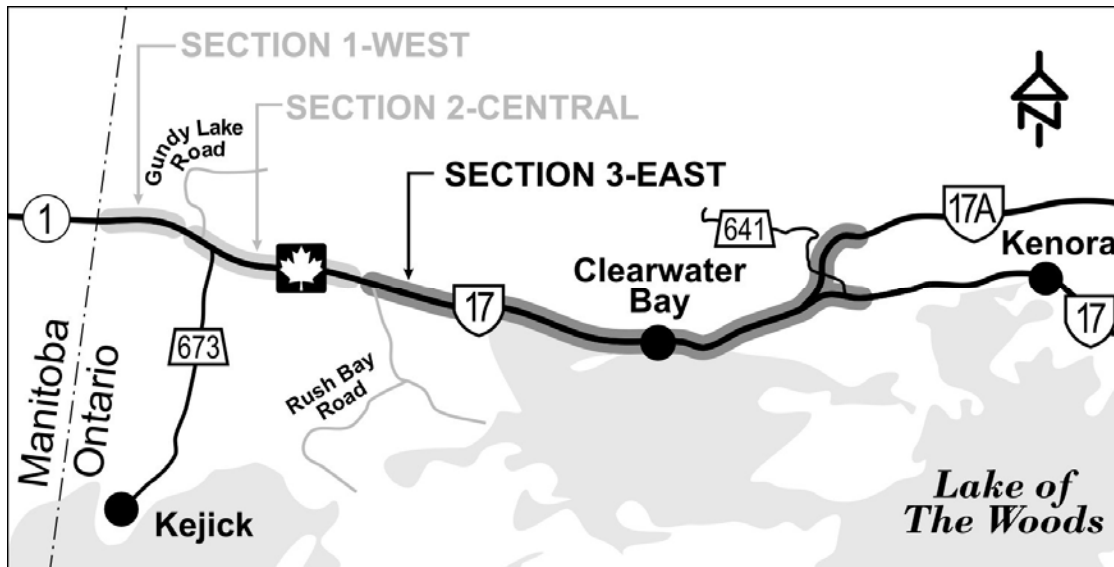 SECTION 1-WEST
SECTION 2-CENTRAL
Gundy Lake
Road
SECTION 3-EAST
N
1
641
17A
Kenora
Clearwater
Bay
17
17
673
Manitoba
Ontario
Rush Bay
Road
Kejick
Lake of
The Woods